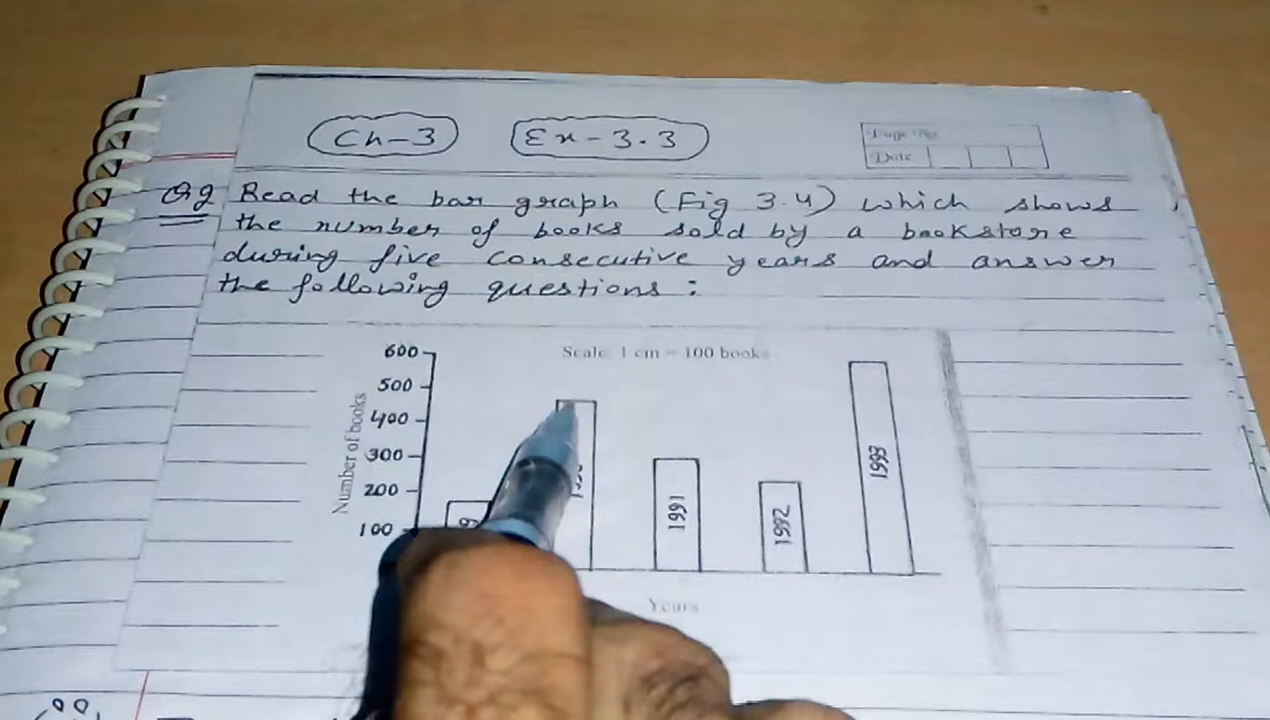 Ch-3 Ex-3.3
Page No.
Date
Q2 Read the bar graph (Fig 3.4) which shows
the number of books sold by a bookstore
during five consecutive years and answer
the following questions :
Scale: 1 cm = 100 books
600
500
400
300
200
100
Number of books
1991
1992
1993
Years